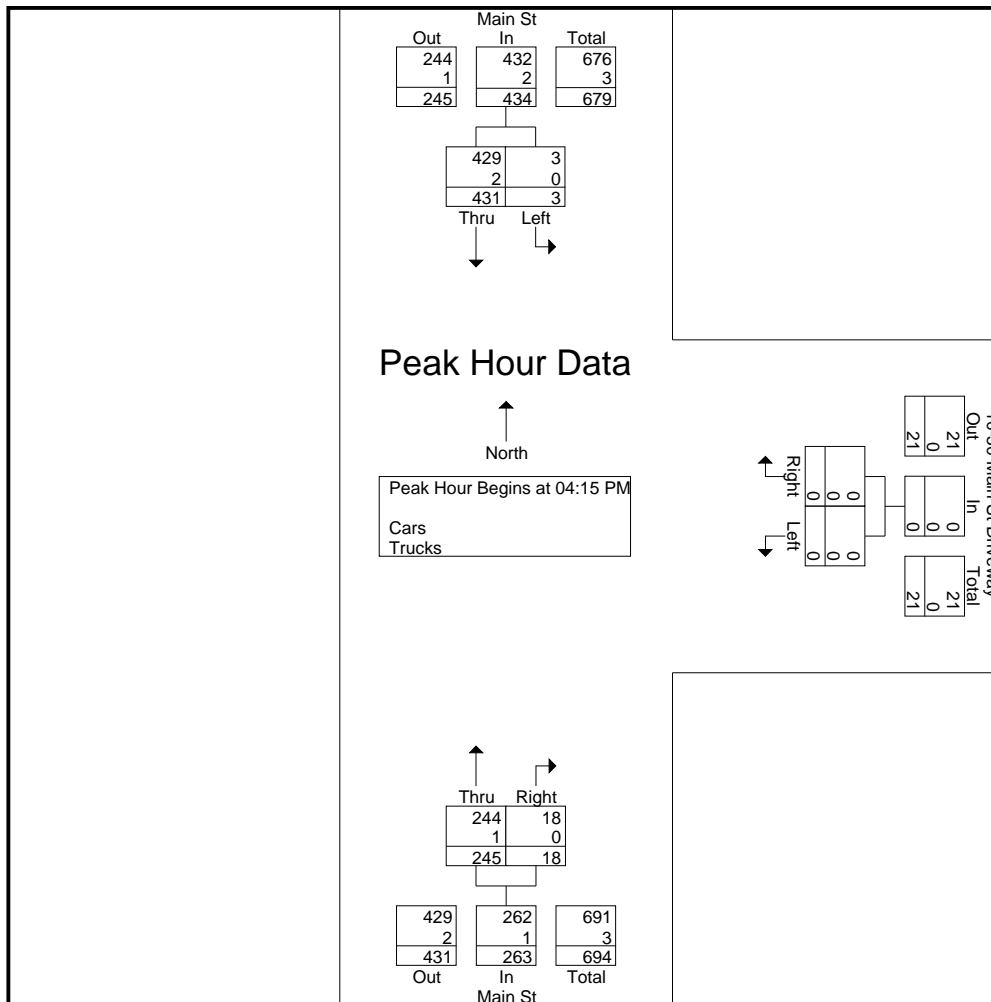 Main St
Out In Total
244 432 676
1 2 3
245 434 679
429 3
2 0
431 3
Thru Left
Peak Hour Data
North
Peak Hour Begins at 04:15 PM
Cars
Trucks
Right Left
0 0
0 0
0 0
Main St Driveway
Out In Total
21 0 21
0 0 0
21 0 21
Thru Right
244 18
1 0
245 18
429 262 691
2 1 3
431 263 694
Out In Total
Main St